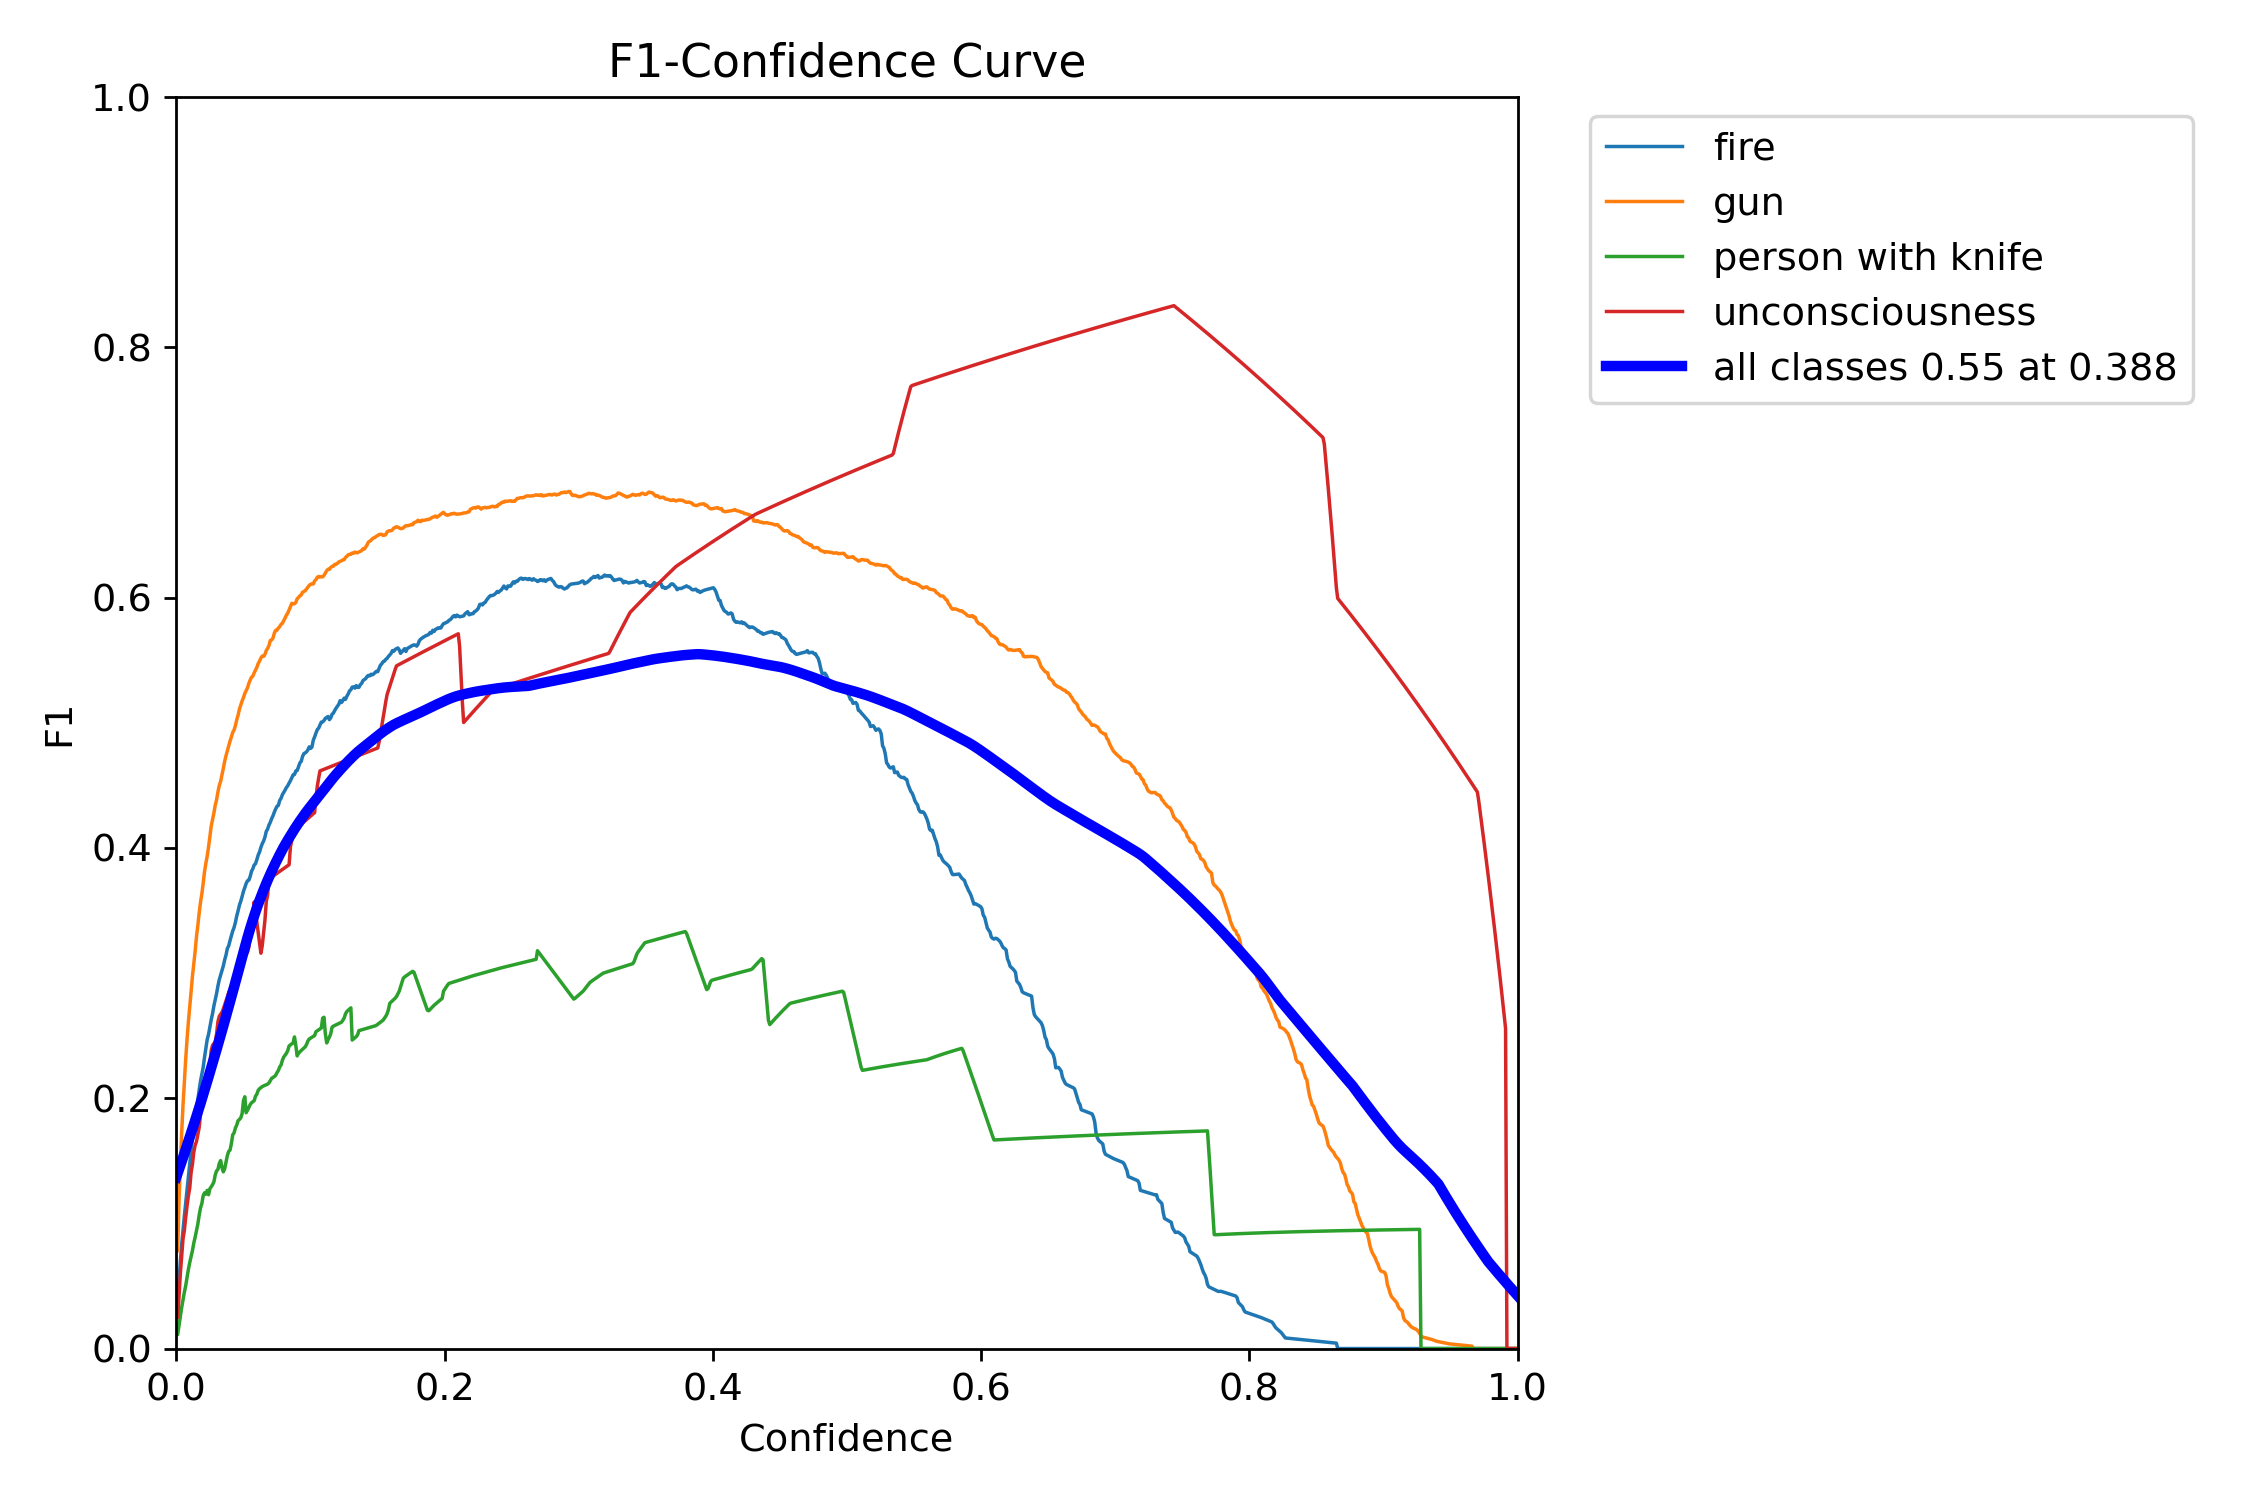 F1-Confidence Curve
1.0
0.8
0.6
0.4
0.2
0.0
F1
0.0 0.2 0.4 0.6 0.8 1.0
Confidence
fire
gun
person with knife
unconsciousness
all classes 0.55 at 0.388